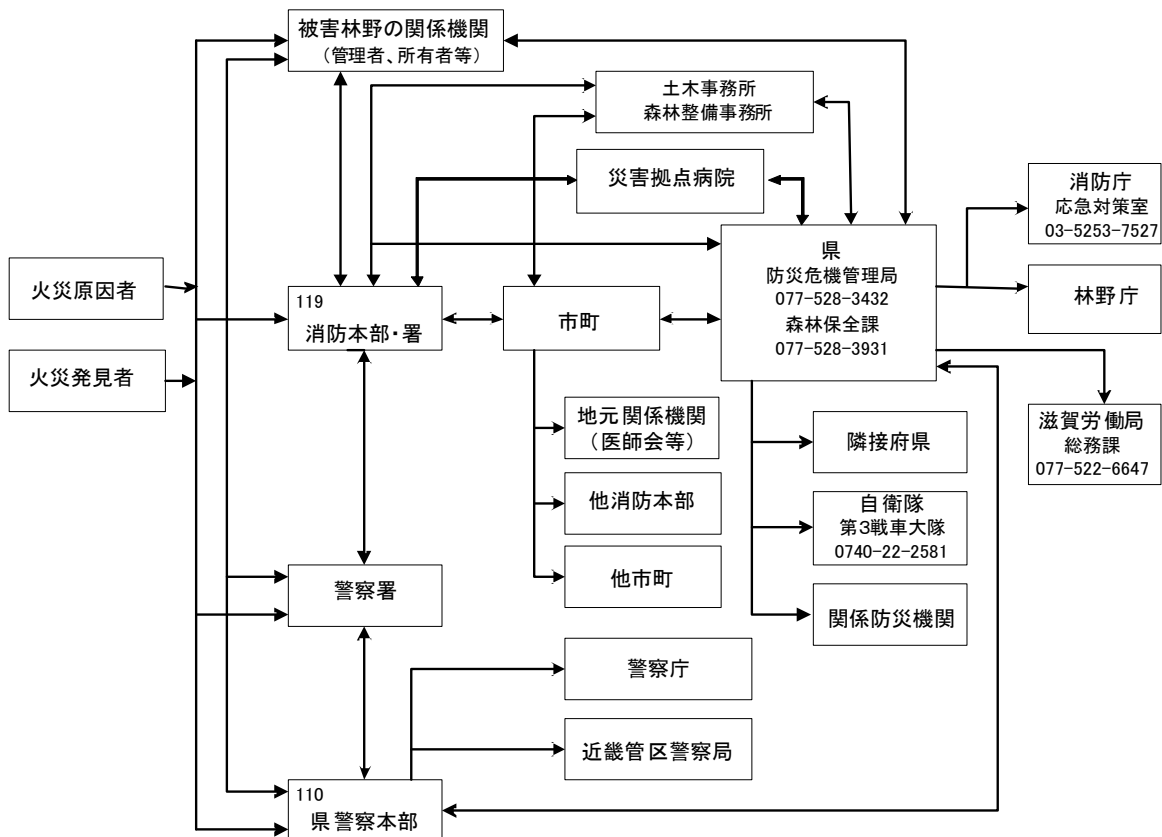 被害林野の関係機関
（管理者、所有者等）
土木事務所
森林整備事務所
災害拠点病院
消防庁
応急対策室
03-5253-7527
県
防災危機管理局
077-528-3432
森林保全課
077-528-3931
火災原因者
119
消防本部・署
市町
林野庁
火災発見者
地元関係機関
（医師会等）
隣接府県
滋賀労働局
総務課
077-522-6647
他消防本部
自衛隊
第3戦車大隊
0740-22-2581
他市町
警察署
関係防災機関
警察庁
近畿管区警察局
110
県警察本部